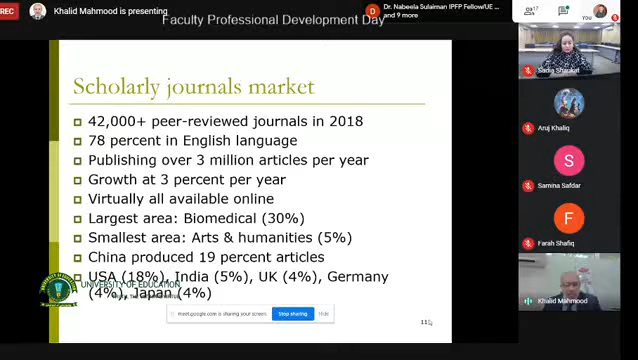 REC
Khalid Mahmood is presenting
Faculty Professional Development Day
D
Dr. Nabeela Sulaiman IPFP Fellow/UE ...
and 9 more
17
YOU
Scholarly journals market
42,000+ peer-reviewed journals in 2018
78 percent in English language
Publishing over 3 million articles per year
Growth at 3 percent per year
Virtually all available online
Largest area: Biomedical (30%)
Smallest area: Arts & humanities (5%)
China produced 19 percent articles
USA (18%), India (5%), UK (4%), Germany
(4%), Japan (4%)
UNIVERSITY OF EDUCATION
meet.google.com is sharing your screen.
Stop sharing
Hide
Sadia Shaukat
Aruj Khaliq
S
Samina Safdar
F
Farah Shafiq
Khalid Mahmood